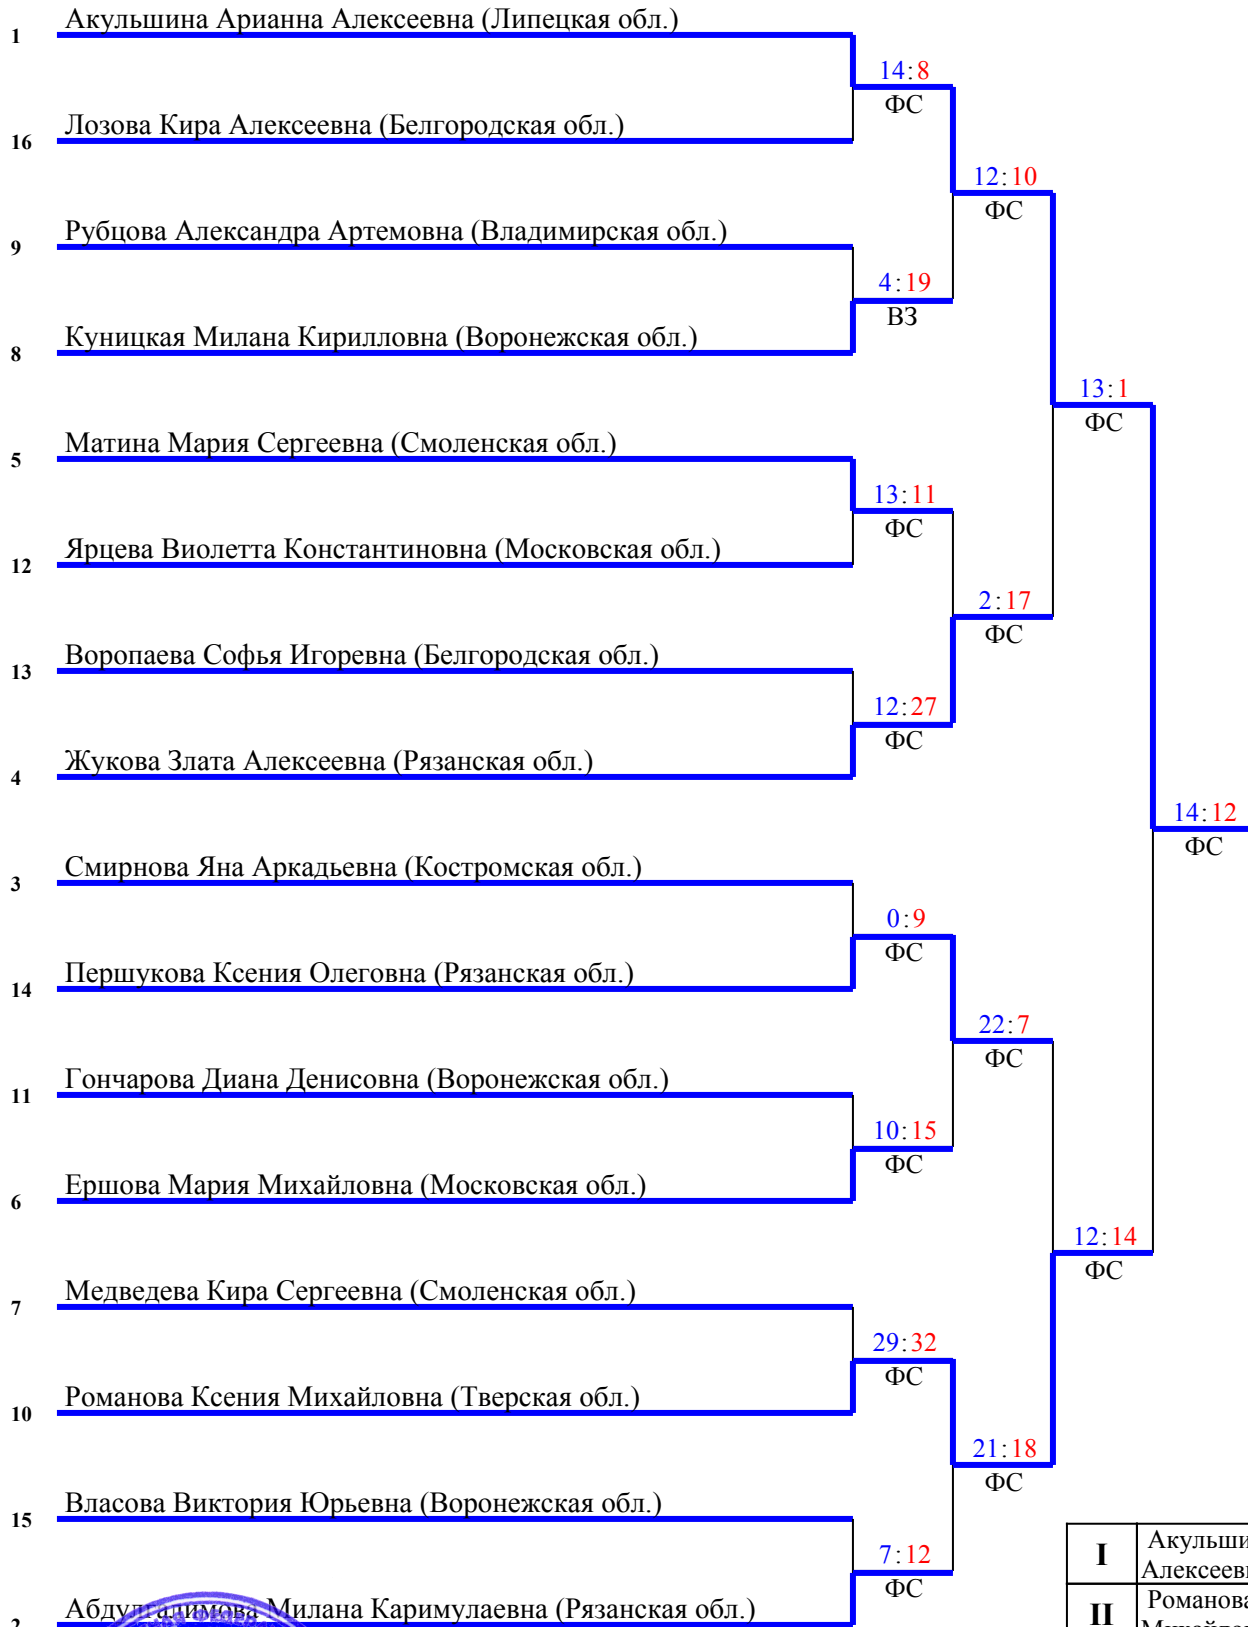 Акульшина Арианна Алексеевна (Липецкая обл.)
1
14:8
ФС
Лозова Кира Алексеевна (Белгородская обл.)
16
12:10
ФС
Рубцова Александра Артемовна (Владимирская обл.)
9
4:19
ВЗ
Куницкая Милана Кирилловна (Воронежская обл.)
8
13:1
ФС
Матина Мария Сергеевна (Смоленская обл.)
5
13:11
ФС
Ярцева Виолетта Константиновна (Московская обл.)
12
2:17
ФС
Воропаева Софья Игоревна (Белгородская обл.)
13
12:27
ФС
Жукова Злата Алексеевна (Рязанская обл.)
4
14:12
ФС
Смирнова Яна Аркадьевна (Костромская обл.)
3
0:9
ФС
Першукова Ксения Олеговна (Рязанская обл.)
14
22:7
ФС
Гончарова Диана Денисовна (Воронежская обл.)
11
10:15
ФС
Ершова Мария Михайловна (Московская обл.)
6
12:14
ФС
Медведева Кира Сергеевна (Смоленская обл.)
7
29:32
ФС
Романова Ксения Михайловна (Тверская обл.)
10
21:18
ФС
Власова Виктория Юрьевна (Воронежская обл.)
15
7:12
ФС
I Акульши
Алексеевн
Абдулгалимова Милана Каримулаевна (Рязанская обл.)
2
II Романова